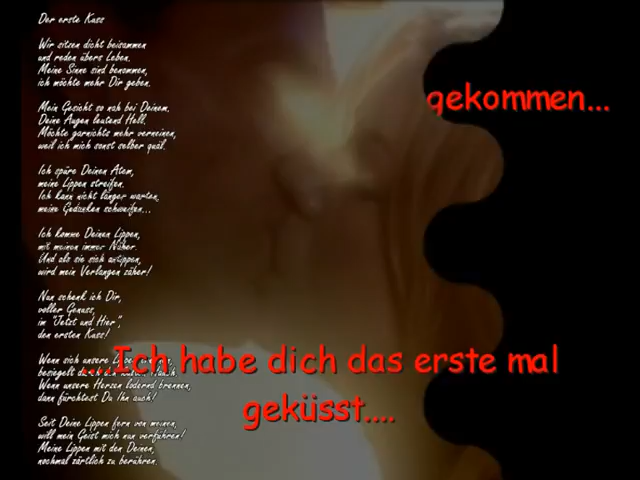 Der erste Kuss
Wir sitzen dicht beisammen
und reden übers Leben.
Meine Sinne sind benommen,
ich möchte mehr Dir geben.
Mein Gesicht so nah bei Deinem.
Deine Augen leutend Hell.
Möchte garnichts mehr verneinen,
weil ich mich sonst selber quäl.
Ich spüre Deinen Atem,
meine Lippen streifen.
Ich kann nicht länger warten,
meine Gedanken schweifen...
Ich komme Deinen Lippen,
mit meinen immer Näher.
Und als sie sich antippen,
wird mein Verlangen zäher!
Nun schenk ich Dir,
voller Genuss,
im "Jetzt und Hier",
den ersten Kuss!
Wenn sich unsere
besiegelt
Wenn unsere Herzen lodernd brennen,
dann fürchtest Du Ihn auch!
Seit Deine Lippen fern von meinen,
will mein Geist mich nun verführen!
Meine Lippen mit den Deinen,
nochmal zärtlich zu berühren.
gekommen...
....Ich habe dich das erste mal
geküsst....